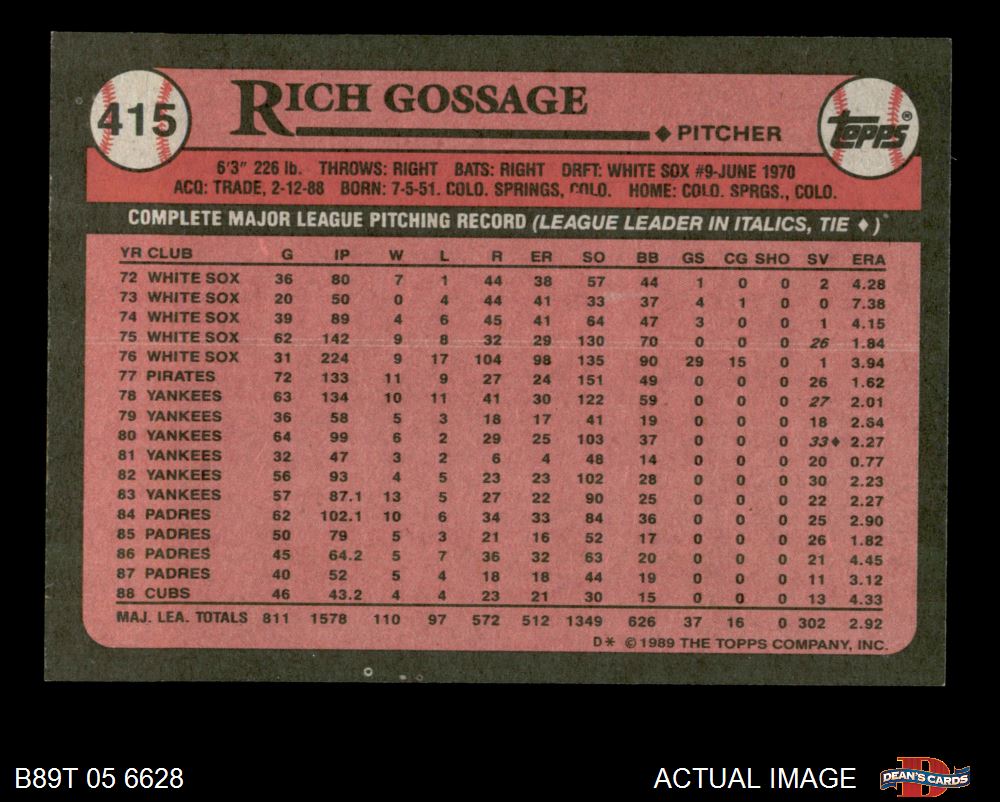 415
RICH GOSSAGE
◆ PITCHER
TOPPS®
6'3" 226 lb. THROWS: RIGHT BATS: RIGHT DRFT: WHITE SOX #9-JUNE 1970
ACQ: TRADE, 2-12-88 BORN: 7-5-51. COLO. SPRINGS, COLO. HOME: COLO. SPRGS., COLO.
COMPLETE MAJOR LEAGUE PITCHING RECORD (LEAGUE LEADER IN ITALICS, TIE ♦)
YR CLUB G IP W L R ER SO BB GS CG SHO SV ERA
72 WHITE SOX 36 80 7 1 44 38 57 44 1 0 0 2 4.28
73 WHITE SOX 20 50 0 4 44 41 33 37 4 1 0 0 7.38
74 WHITE SOX 39 89 4 6 45 41 64 47 3 0 0 1 4.15
75 WHITE SOX 62 142 9 8 32 29 130 70 0 0 0 26 1.84
76 WHITE SOX 31 224 9 17 104 98 135 90 29 15 0 1 3.94
77 PIRATES 72 133 11 9 27 24 151 49 0 0 0 26 1.62
78 YANKEES 63 134 10 11 41 30 122 59 0 0 0 27 2.01
79 YANKEES 36 58 5 3 18 17 41 19 0 0 0 18 2.64
80 YANKEES 64 99 6 2 29 25 103 37 0 0 0 33♦ 2.27
81 YANKEES 32 47 3 2 6 4 48 14 0 0 0 20 0.77
82 YANKEES 56 93 4 5 23 23 102 28 0 0 0 30 2.23
83 YANKEES 57 87.1 13 5 27 22 90 25 0 0 0 22 2.27
84 PADRES 62 102.1 10 6 34 33 84 36 0 0 0 25 2.90
85 PADRES 50 79 5 3 21 16 52 17 0 0 0 26 1.82
86 PADRES 45 64.2 5 7 36 32 63 20 0 0 0 21 4.45
87 PADRES 40 52 5 4 18 18 44 19 0 0 0 11 3.12
88 CUBS 46 43.2 4 4 23 21 30 15 0 0 0 13 4.33
MAJ. LEA. TOTALS 811 1578 110 97 572 512 1349 626 37 16 0 302 2.92
D* ©1989 THE TOPPS COMPANY, INC.
B89T 05 6628
ACTUAL IMAGE
D
DEAN'S CARDS